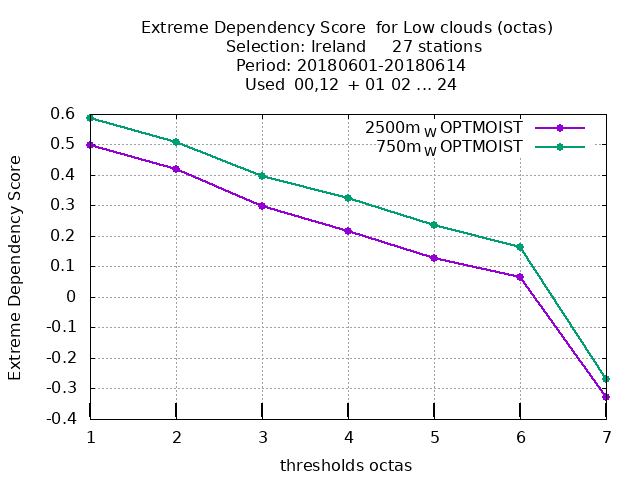 Extreme Dependency Score for Low clouds (octas)
Selection: Ireland 27 stations
Period: 20180601-20180614
Used 00,12 + 01 02 ... 24
2500m W OPTMOIST
750m W OPTMOIST
Extreme Dependency Score
0.6
0.5
0.4
0.3
0.2
0.1
0
-0.1
-0.2
-0.3
-0.4
1 2 3 4 5 6 7
thresholds octas